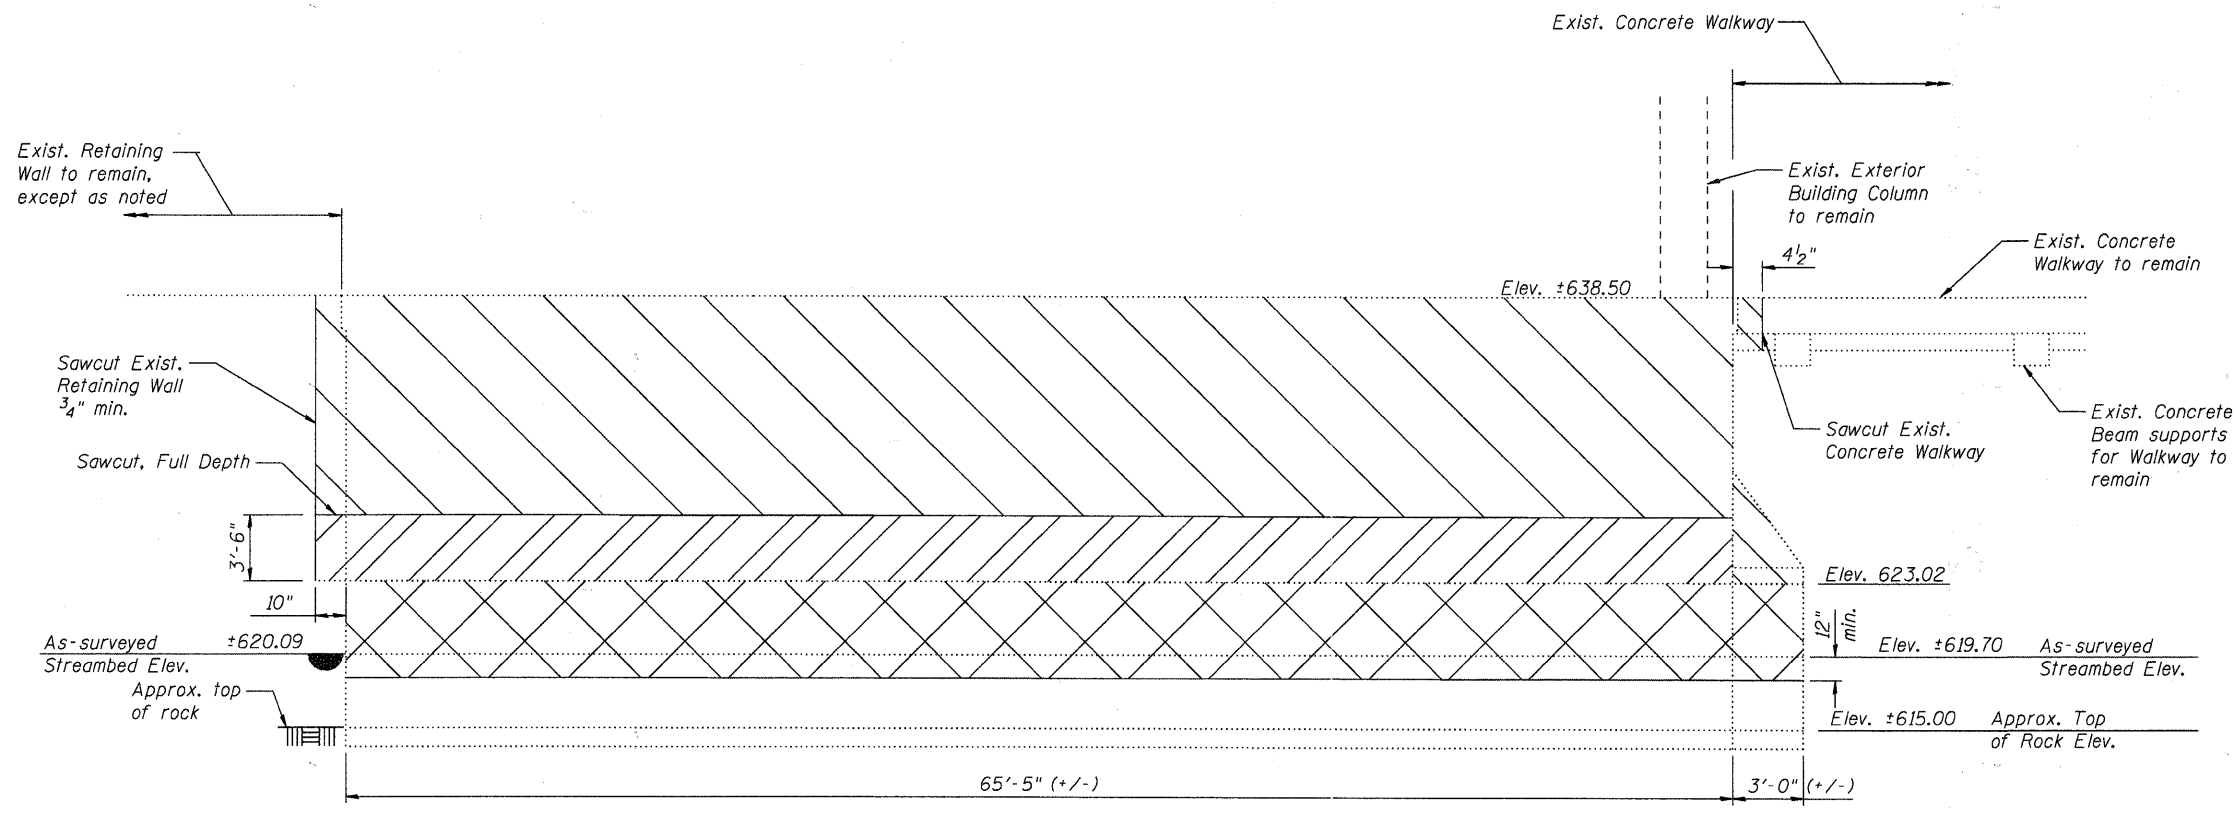 Exist. Concrete Walkway
Exist. Retaining
Wall to remain,
except as noted
Exist. Exterior
Building Column
to remain
4½"
Exist. Concrete
Walkway to remain
Elev. ±638.50
Sawcut Exist.
Retaining Wall
¾" min.
Sawcut, Full Depth
Sawcut Exist.
Concrete Walkway
Exist. Concrete
Beam supports
for Walkway to
remain
3'-6"
10"
Elev. 623.02
12"
min.
As-surveyed ±620.09
Streambed Elev.
Elev. ±619.70 As-surveyed
Streambed Elev.
Approx. top
of rock
Elev. ±615.00 Approx. Top
of Rock Elev.
65'-5" (+/-)
3'-0" (+/-)